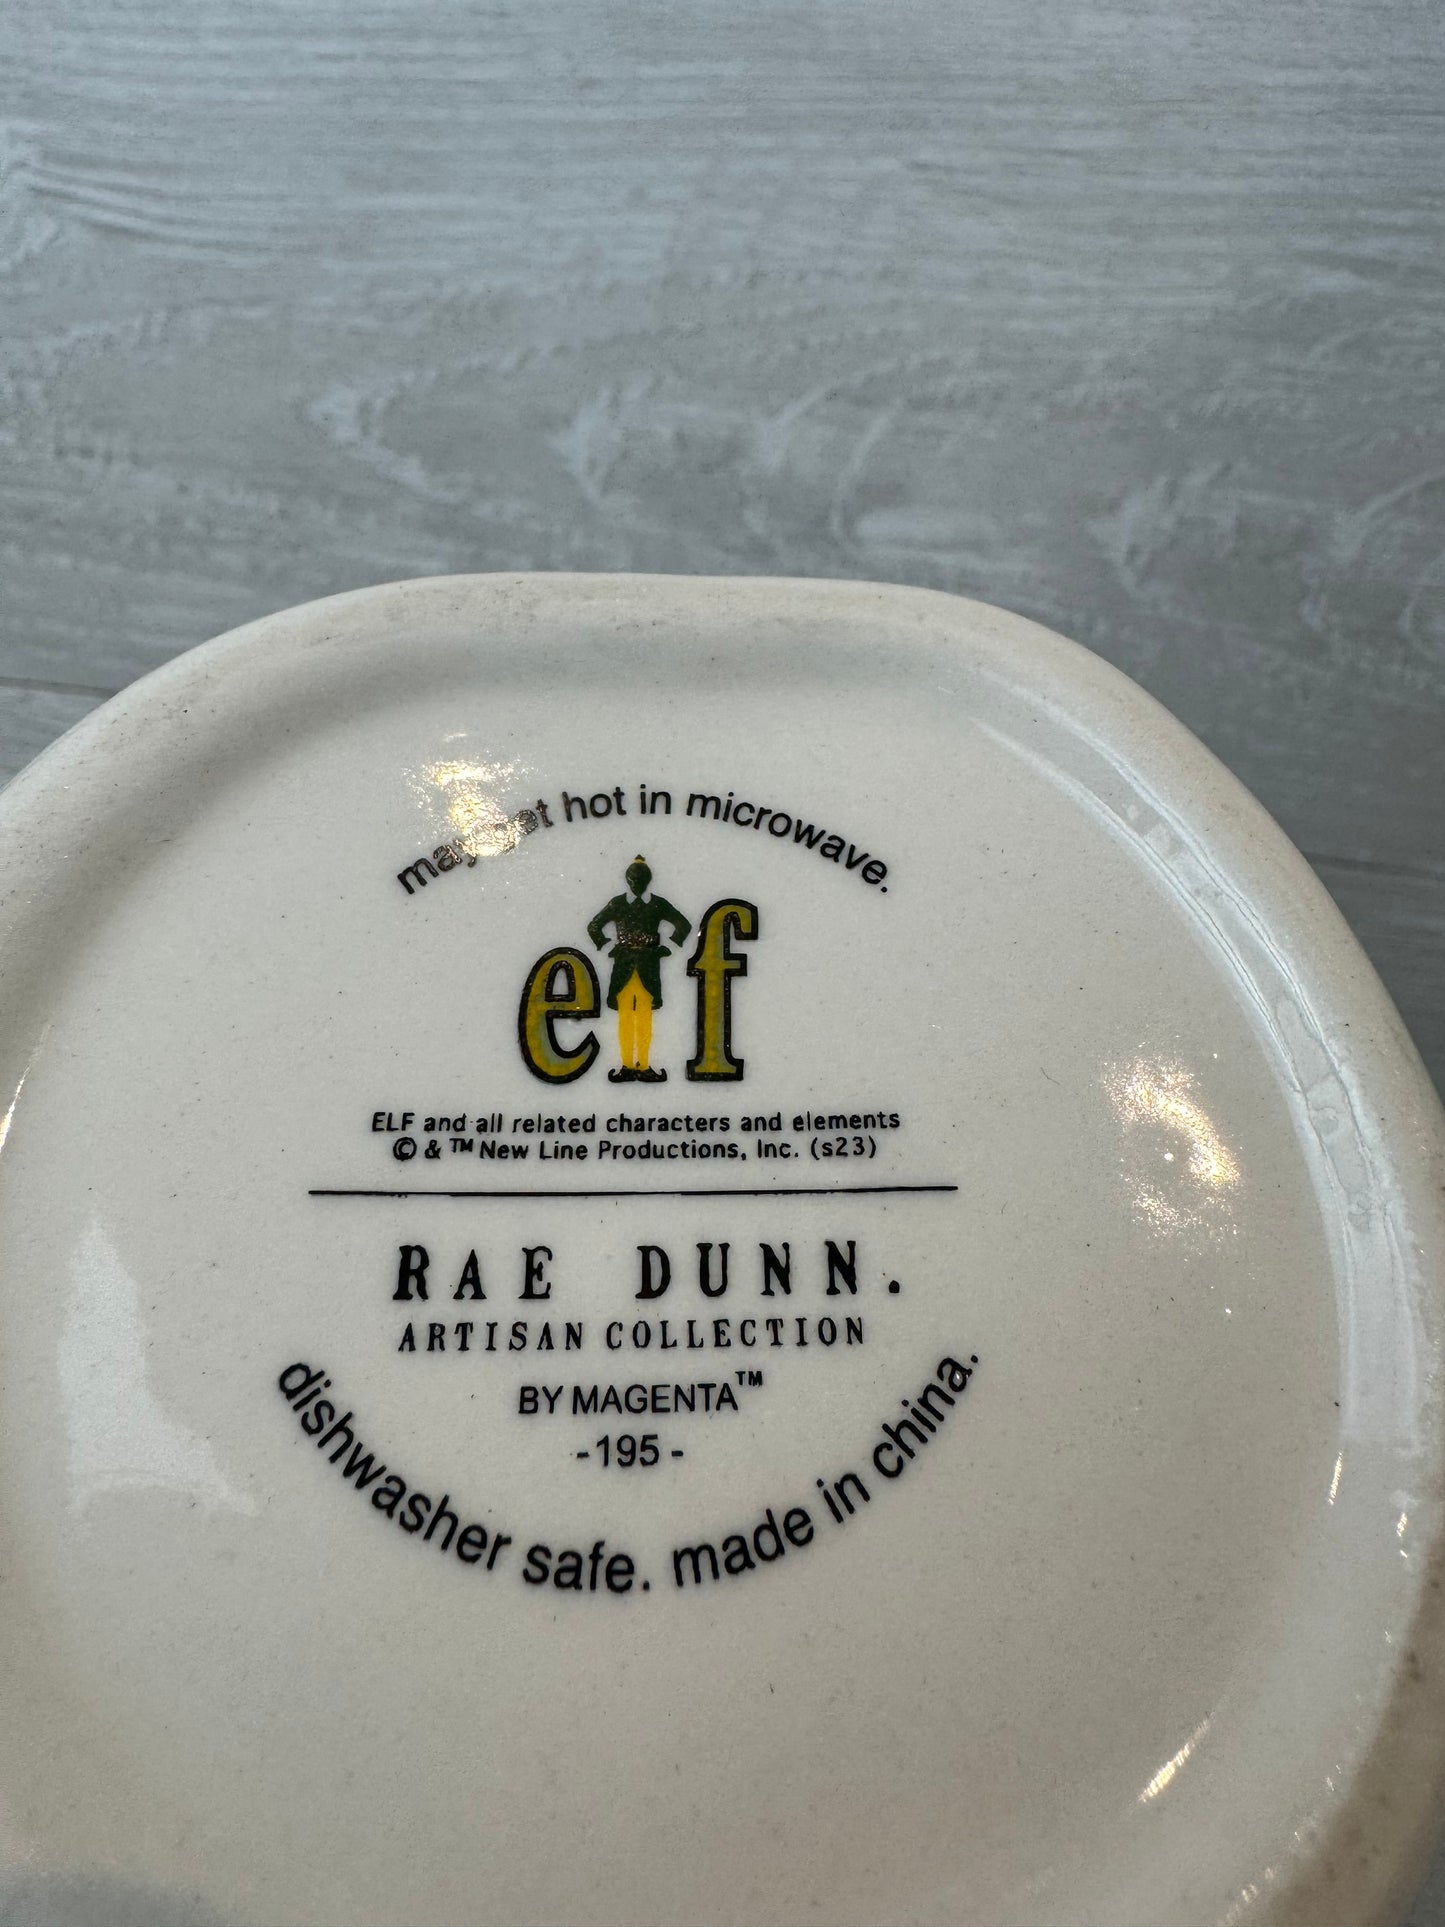 may get hot in microwave.
elf
ELF and all related characters and elements
© & ™ New Line Productions, Inc. (s23)
RAE DUNN.
ARTISAN COLLECTION
BY MAGENTA™
-195-
dishwasher safe. made in china.